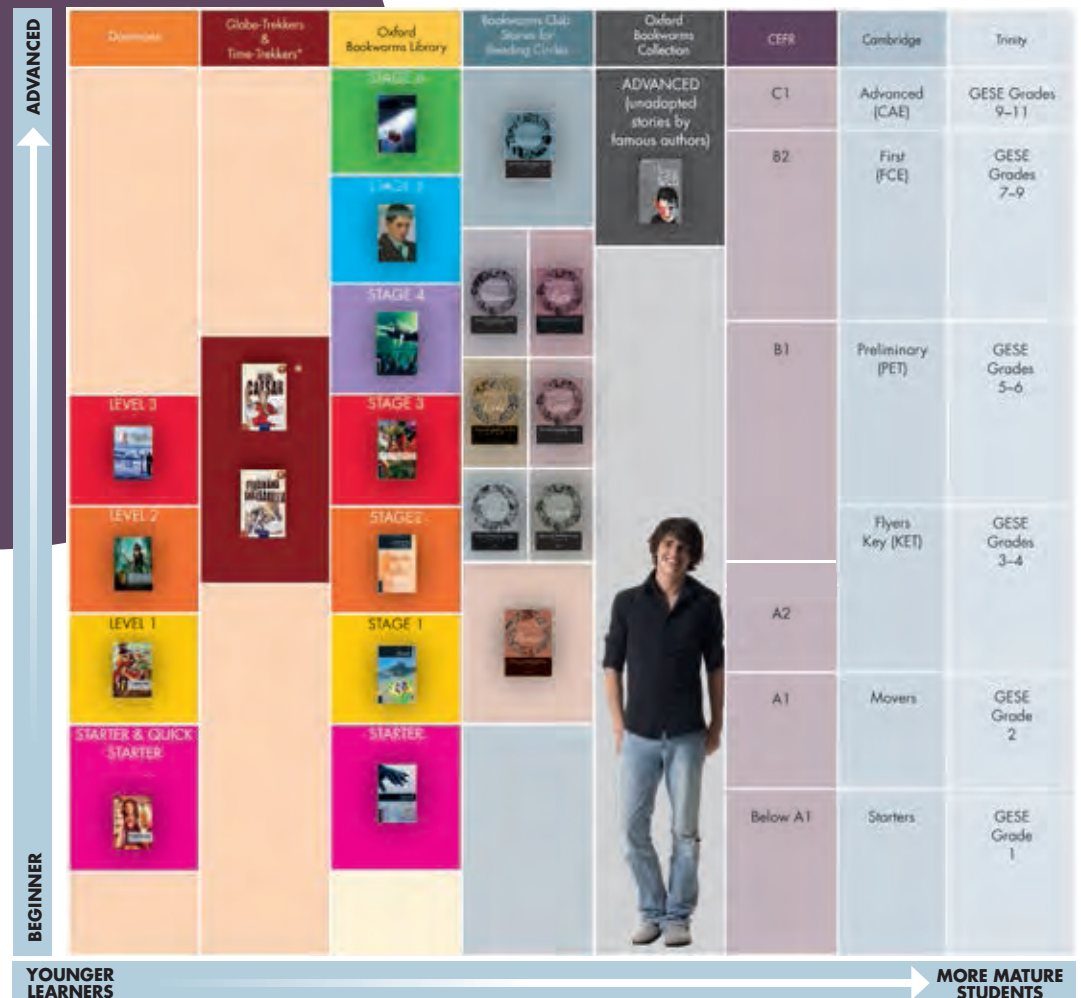 ADVANCED
BEGINNER
YOUNGER
LEARNERS
MORE MATURE
STUDENTS
Dominoes
Globe-Trekkers
&
Time-Trekkers*
Oxford
Bookworms Library
Bookworms Club
Stories for
Reading Circles
Oxford
Bookworms
Collection
CEFR
Cambridge
Trinity
LEVEL 3
LEVEL 2
LEVEL 1
STARTER & QUICK
STARTER
*
CAESAR
STAGE 6
STAGE 5
STAGE 4
STAGE 3
STAGE 2
STAGE 1
STARTER
ADVANCED
(unadapted
stories by
famous authors)
C1
B2
B1
A2
A1
Below A1
Advanced
(CAE)
First
(FCE)
Preliminary
(PET)
Flyers
Key (KET)
Movers
Starters
GESE Grades
9–11
GESE
Grades
7–9
GESE
Grades
5–6
GESE
Grades
3–4
GESE
Grade
2
GESE
Grade
1